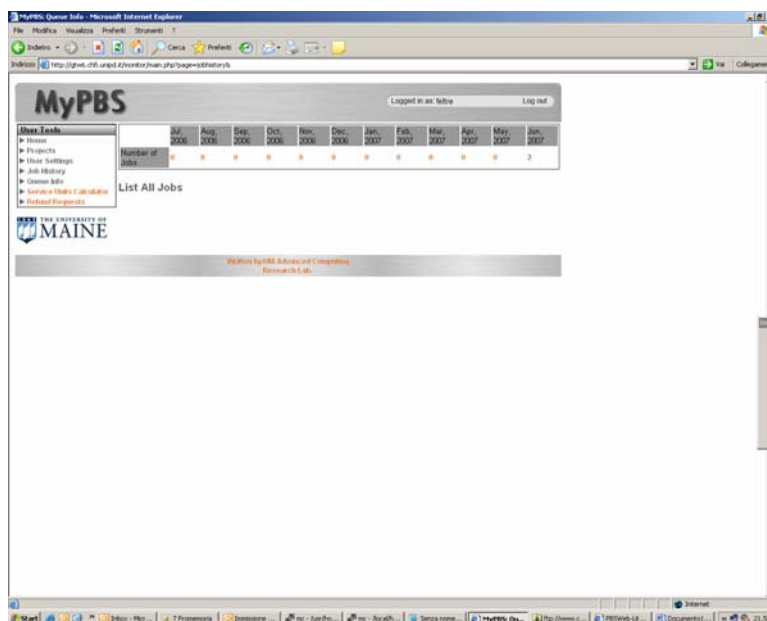 MyPBS: Queue Info - Microsoft Internet Explorer
File Modifica Visualizza Preferiti Strumenti ?
Indietro Cerca Preferiti
Indirizzo Vai Collegamenti
MyPBS
Logged in as: feltre Log out
User Tools
Home
Projects
User Settings
Job History
Queue Info
Service Units Calculator
Refund Requests
Jul, 2006 Aug, 2006 Sep, 2006 Oct, 2006 Nov, 2006 Dec, 2006 Jan, 2007 Feb, 2007 Mar, 2007 Apr, 2007 May, 2007 Jun, 2007
Number of Jobs 0 0 0 0 0 0 0 0 0 0 0 2
List All Jobs
THE UNIVERSITY OF
MAINE
Written by UM Advanced Computing
Research Lab.
Internet
Start